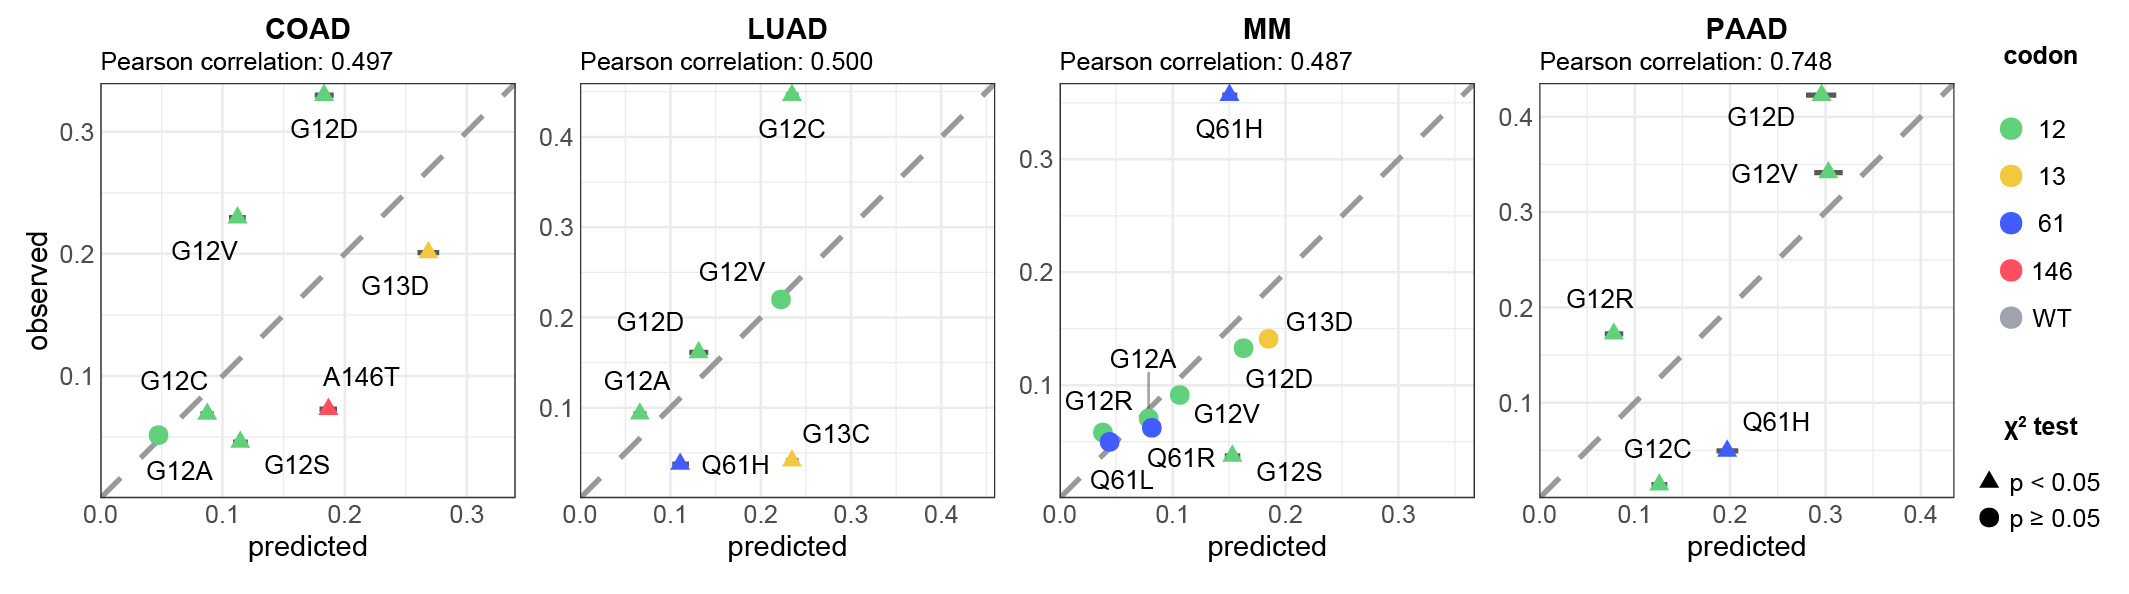 COAD
Pearson correlation: 0.497
observed
0.3
0.2
0.1
G12D
G12V
G13D
G12C
A146T
G12A
G12S
0.0 0.1 0.2 0.3
predicted
LUAD
Pearson correlation: 0.500
0.4
0.3
0.2
0.1
G12C
G12V
G12D
G12A
G13C
Q61H
0.0 0.1 0.2 0.3 0.4
predicted
MM
Pearson correlation: 0.487
0.3
0.2
0.1
Q61H
G13D
G12A
G12D
G12R
G12V
Q61R
G12S
Q61L
0.0 0.1 0.2 0.3
predicted
PAAD
Pearson correlation: 0.748
0.4
0.3
0.2
0.1
G12D
G12V
G12R
Q61H
G12C
0.0 0.1 0.2 0.3 0.4
predicted
codon
12
13
61
146
WT
χ² test
p < 0.05
p ≥ 0.05